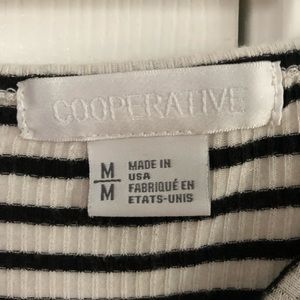 COOPERATIVE
M
M
MADE IN
USA
FABRIQUÉ EN
ETATS-UNIS